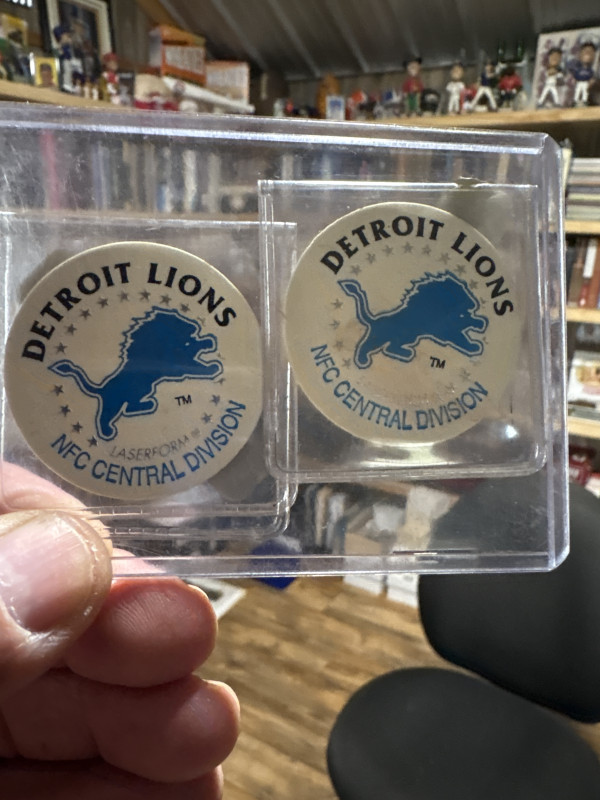 DETROIT LIONS
TM
LASERFORM ®
NFC CENTRAL DIVISION
DETROIT LIONS
TM
NFC CENTRAL DIVISION